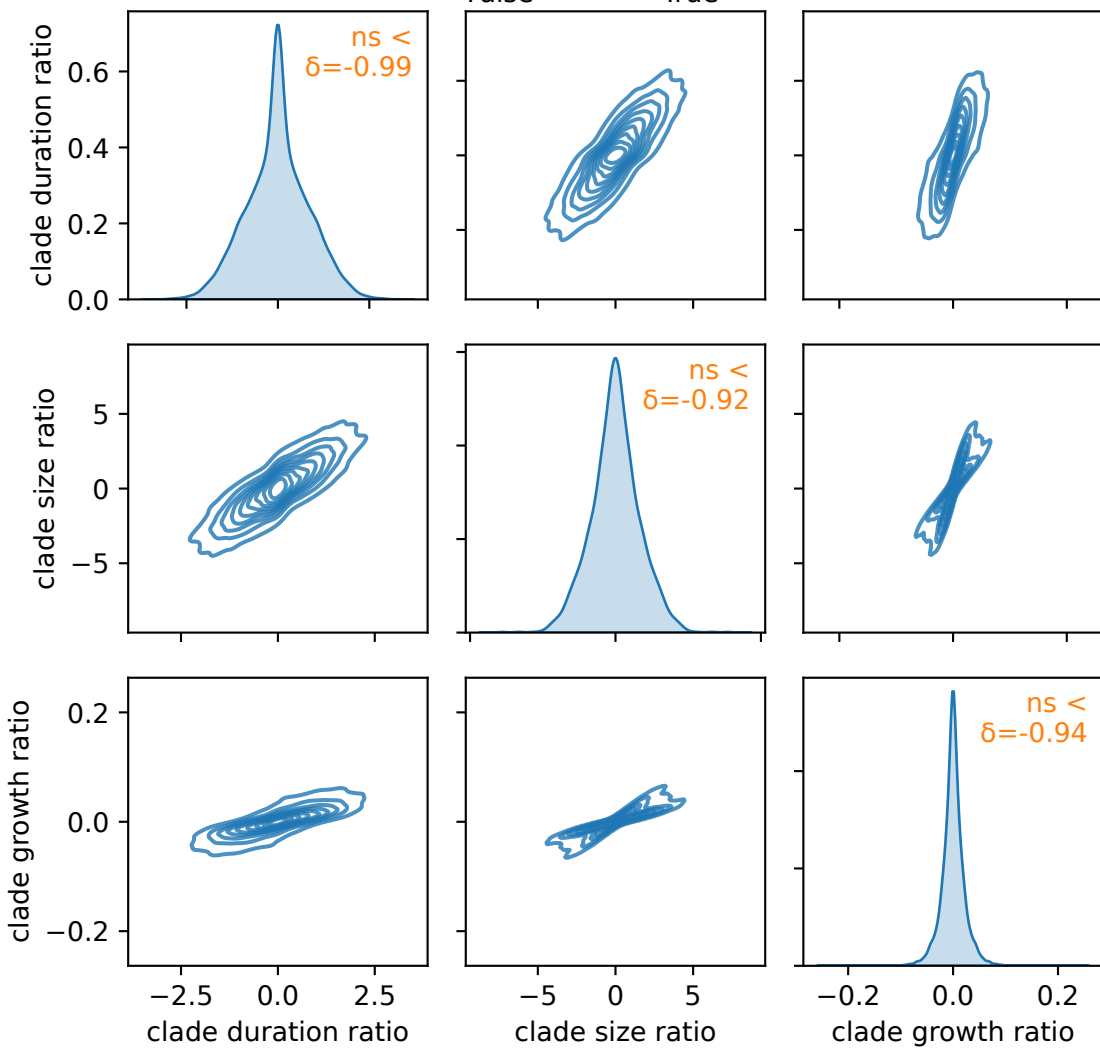 True
clade duration ratio
0.6
0.4
0.2
0.0
ns <
δ=-0.99
clade size ratio
5
0
−5
ns <
δ=-0.92
clade growth ratio
0.2
0.0
−0.2
ns <
δ=-0.94
−2.5 0.0 2.5
−5 0 5
−0.2 0.0 0.2
clade duration ratio
clade size ratio
clade growth ratio